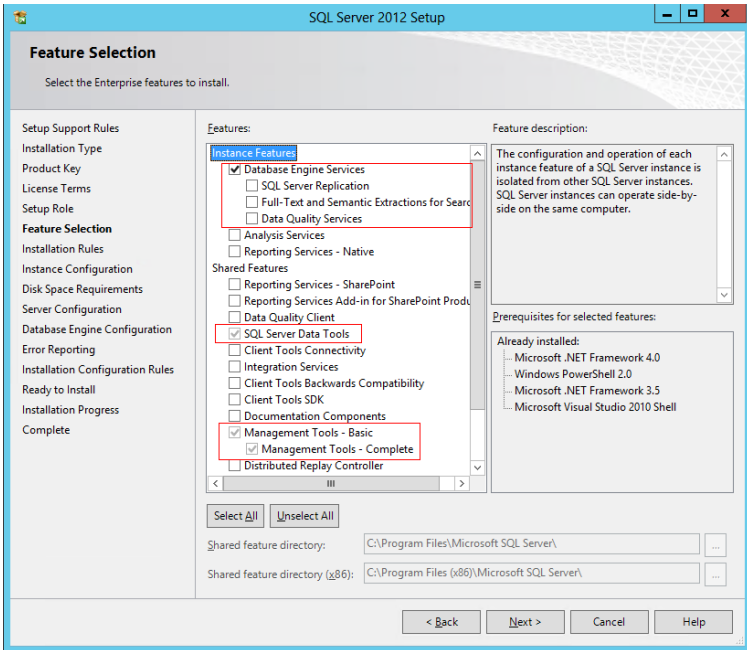 SQL Server 2012 Setup
Feature Selection
Select the Enterprise features to install.
Setup Support Rules
Installation Type
Product Key
License Terms
Setup Role
Feature Selection
Installation Rules
Instance Configuration
Disk Space Requirements
Server Configuration
Database Engine Configuration
Error Reporting
Installation Configuration Rules
Ready to Install
Installation Progress
Complete
Features:
Instance Features
Database Engine Services
SQL Server Replication
Full-Text and Semantic Extractions for Searc
Data Quality Services
Analysis Services
Reporting Services - Native
Shared Features
Reporting Services - SharePoint
Reporting Services Add-in for SharePoint Produ
Data Quality Client
SQL Server Data Tools
Client Tools Connectivity
Integration Services
Client Tools Backwards Compatibility
Client Tools SDK
Documentation Components
Management Tools - Basic
Management Tools - Complete
Distributed Replay Controller
Feature description:
The configuration and operation of each
instance feature of a SQL Server instance is
isolated from other SQL Server instances.
SQL Server instances can operate side-by-
side on the same computer.
Prerequisites for selected features:
Already installed:
Microsoft .NET Framework 4.0
Windows PowerShell 2.0
Microsoft .NET Framework 3.5
Microsoft Visual Studio 2010 Shell
Select All
Unselect All
Shared feature directory:
C:\Program Files\Microsoft SQL Server\
...
Shared feature directory (x86):
C:\Program Files (x86)\Microsoft SQL Server\
...
< Back
Next >
Cancel
Help